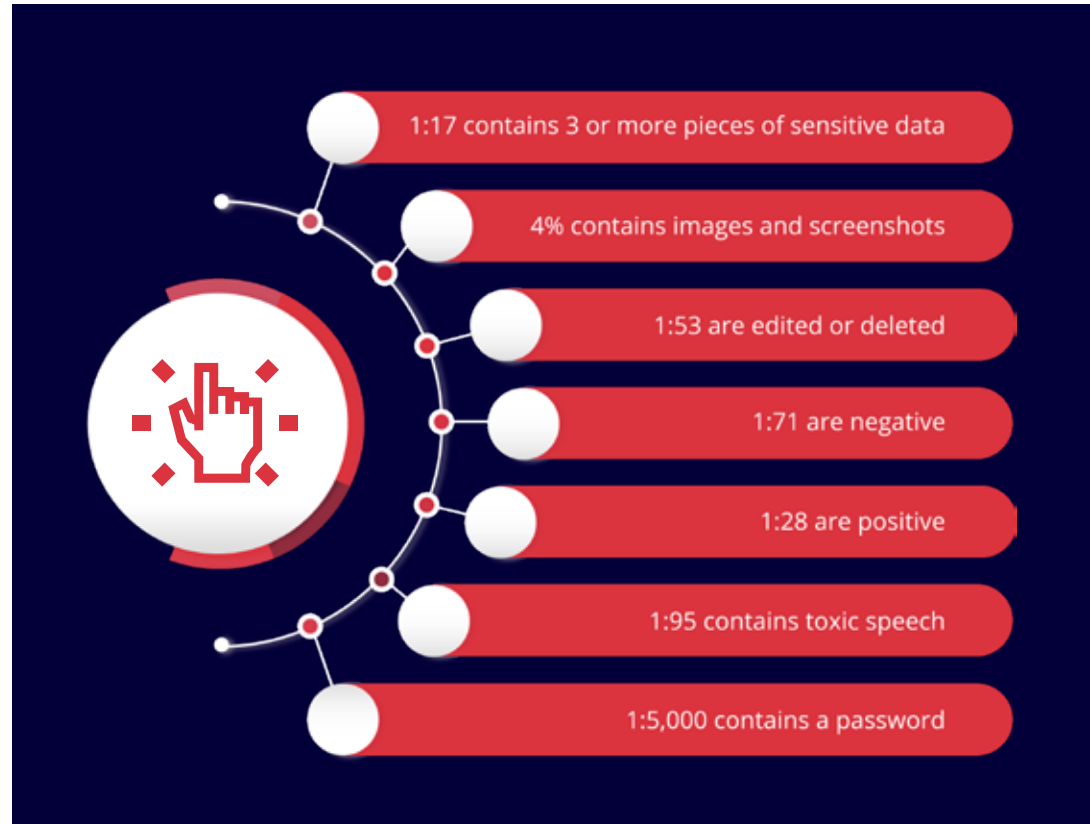 1:17 contains 3 or more pieces of sensitive data
4% contains images and screenshots
1:53 are edited or deleted
1:71 are negative
1:28 are positive
1:95 contains toxic speech
1:5,000 contains a password